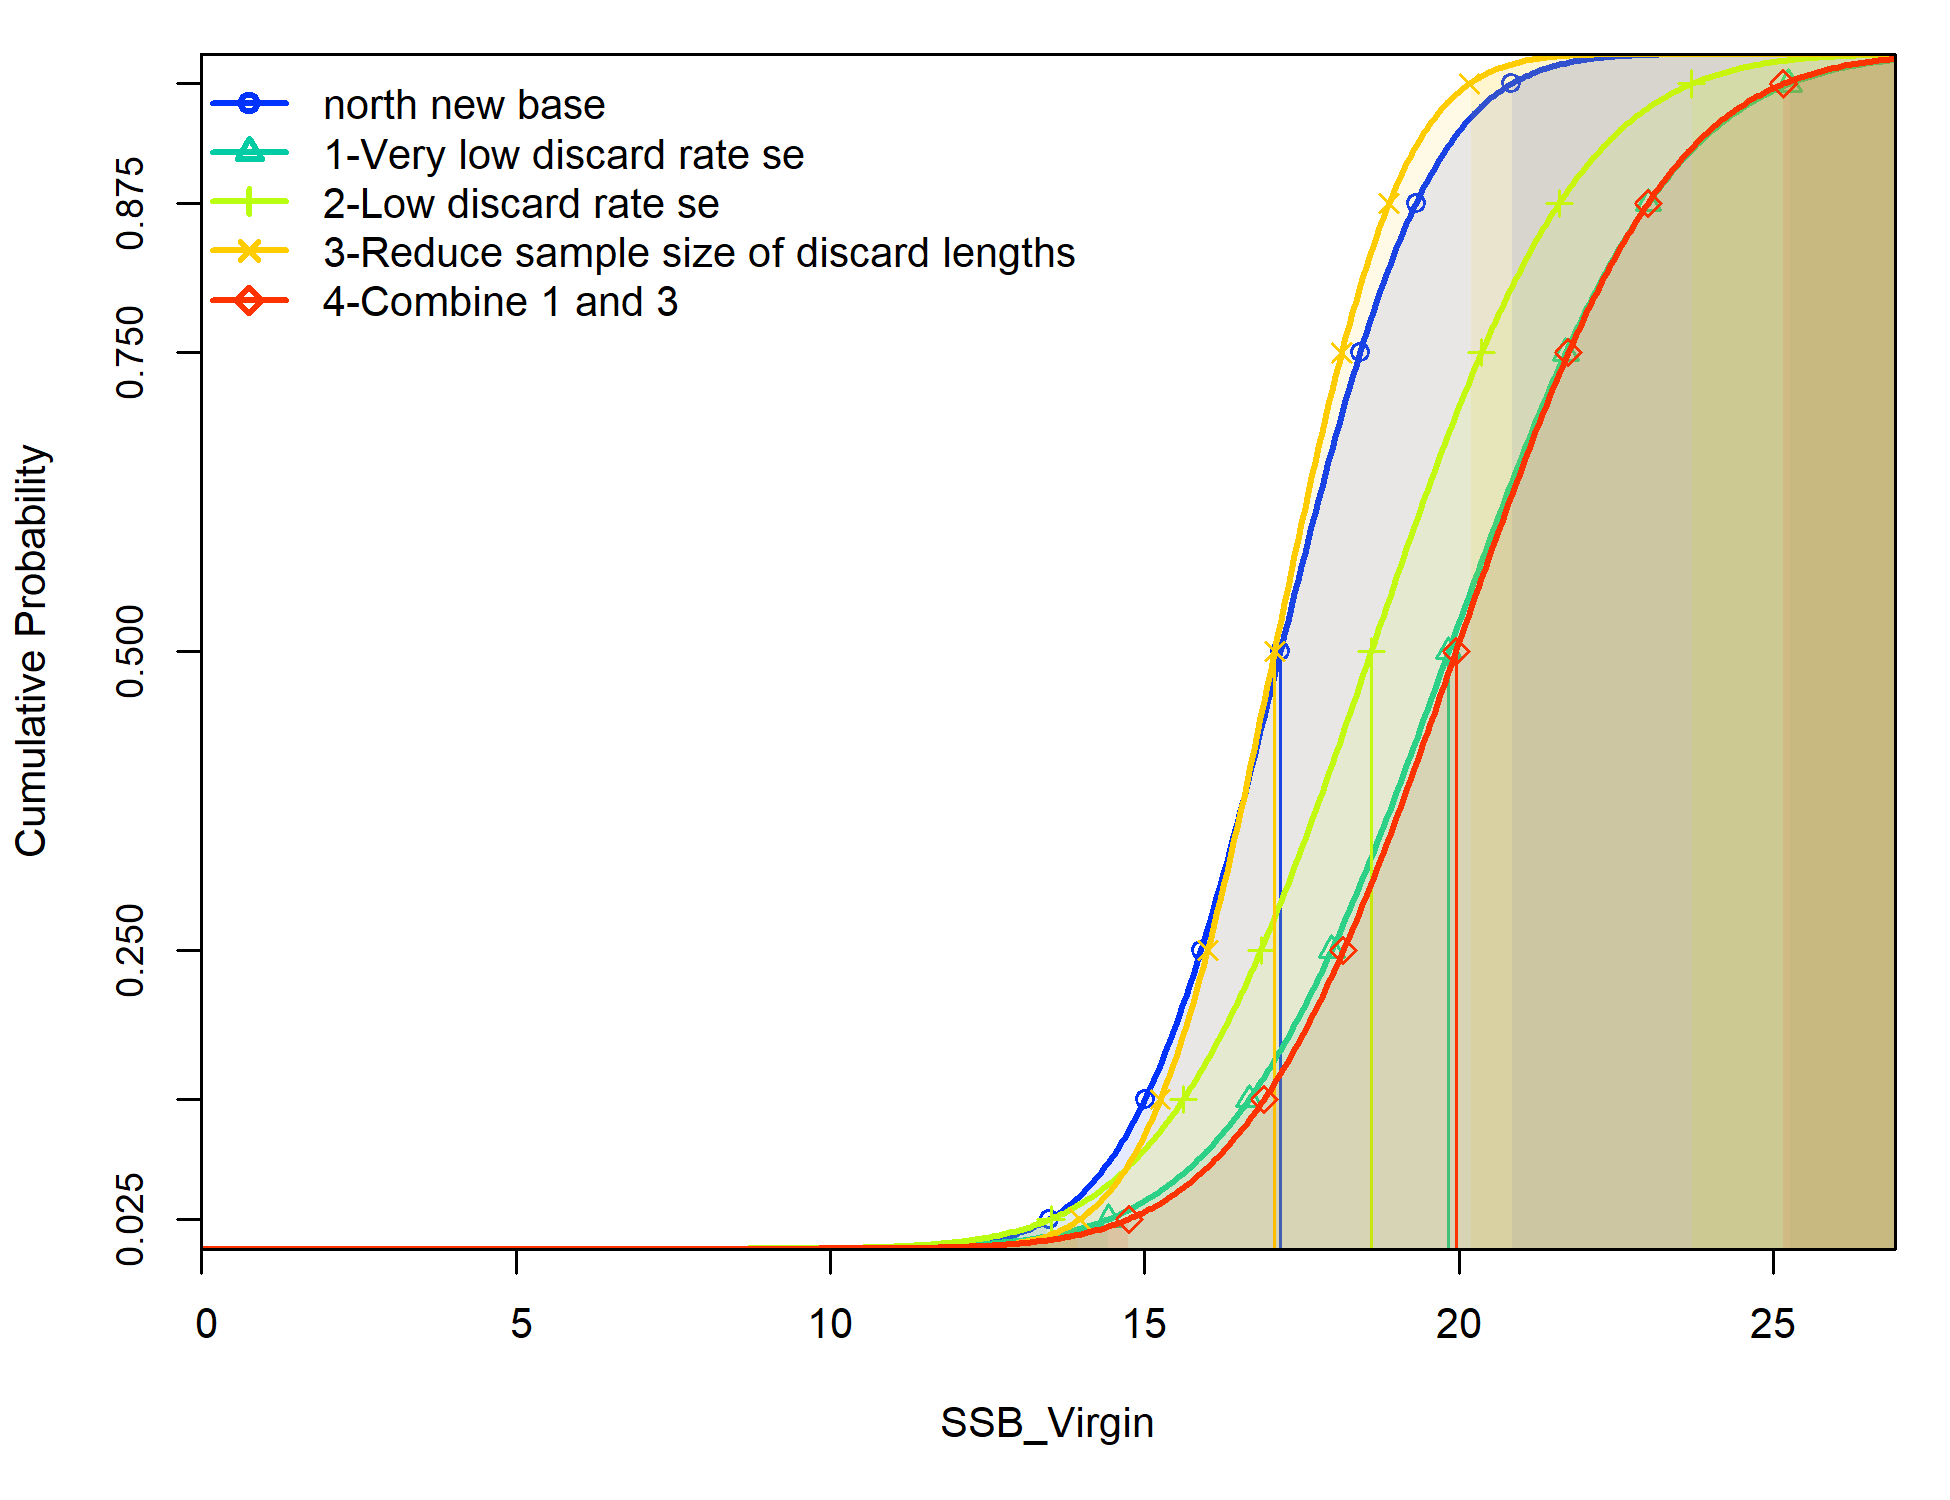 north new base
1-Very low discard rate se
2-Low discard rate se
3-Reduce sample size of discard lengths
4-Combine 1 and 3
Cumulative Probability
0.875
0.750
0.500
0.250
0.025
0 5 10 15 20 25
SSB_Virgin